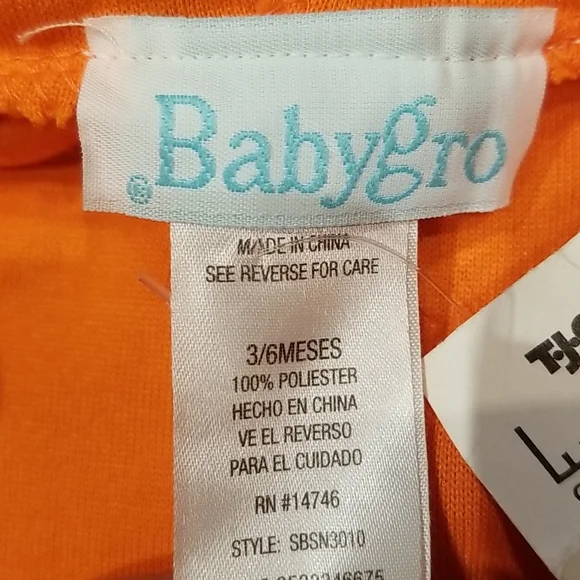 ® Babygro
MADE IN CHINA
SEE REVERSE FOR CARE
3/6MESES
100% POLIESTER
HECHO EN CHINA
VE EL REVERSO
PARA EL CUIDADO
RN #14746
STYLE: SBSN3010